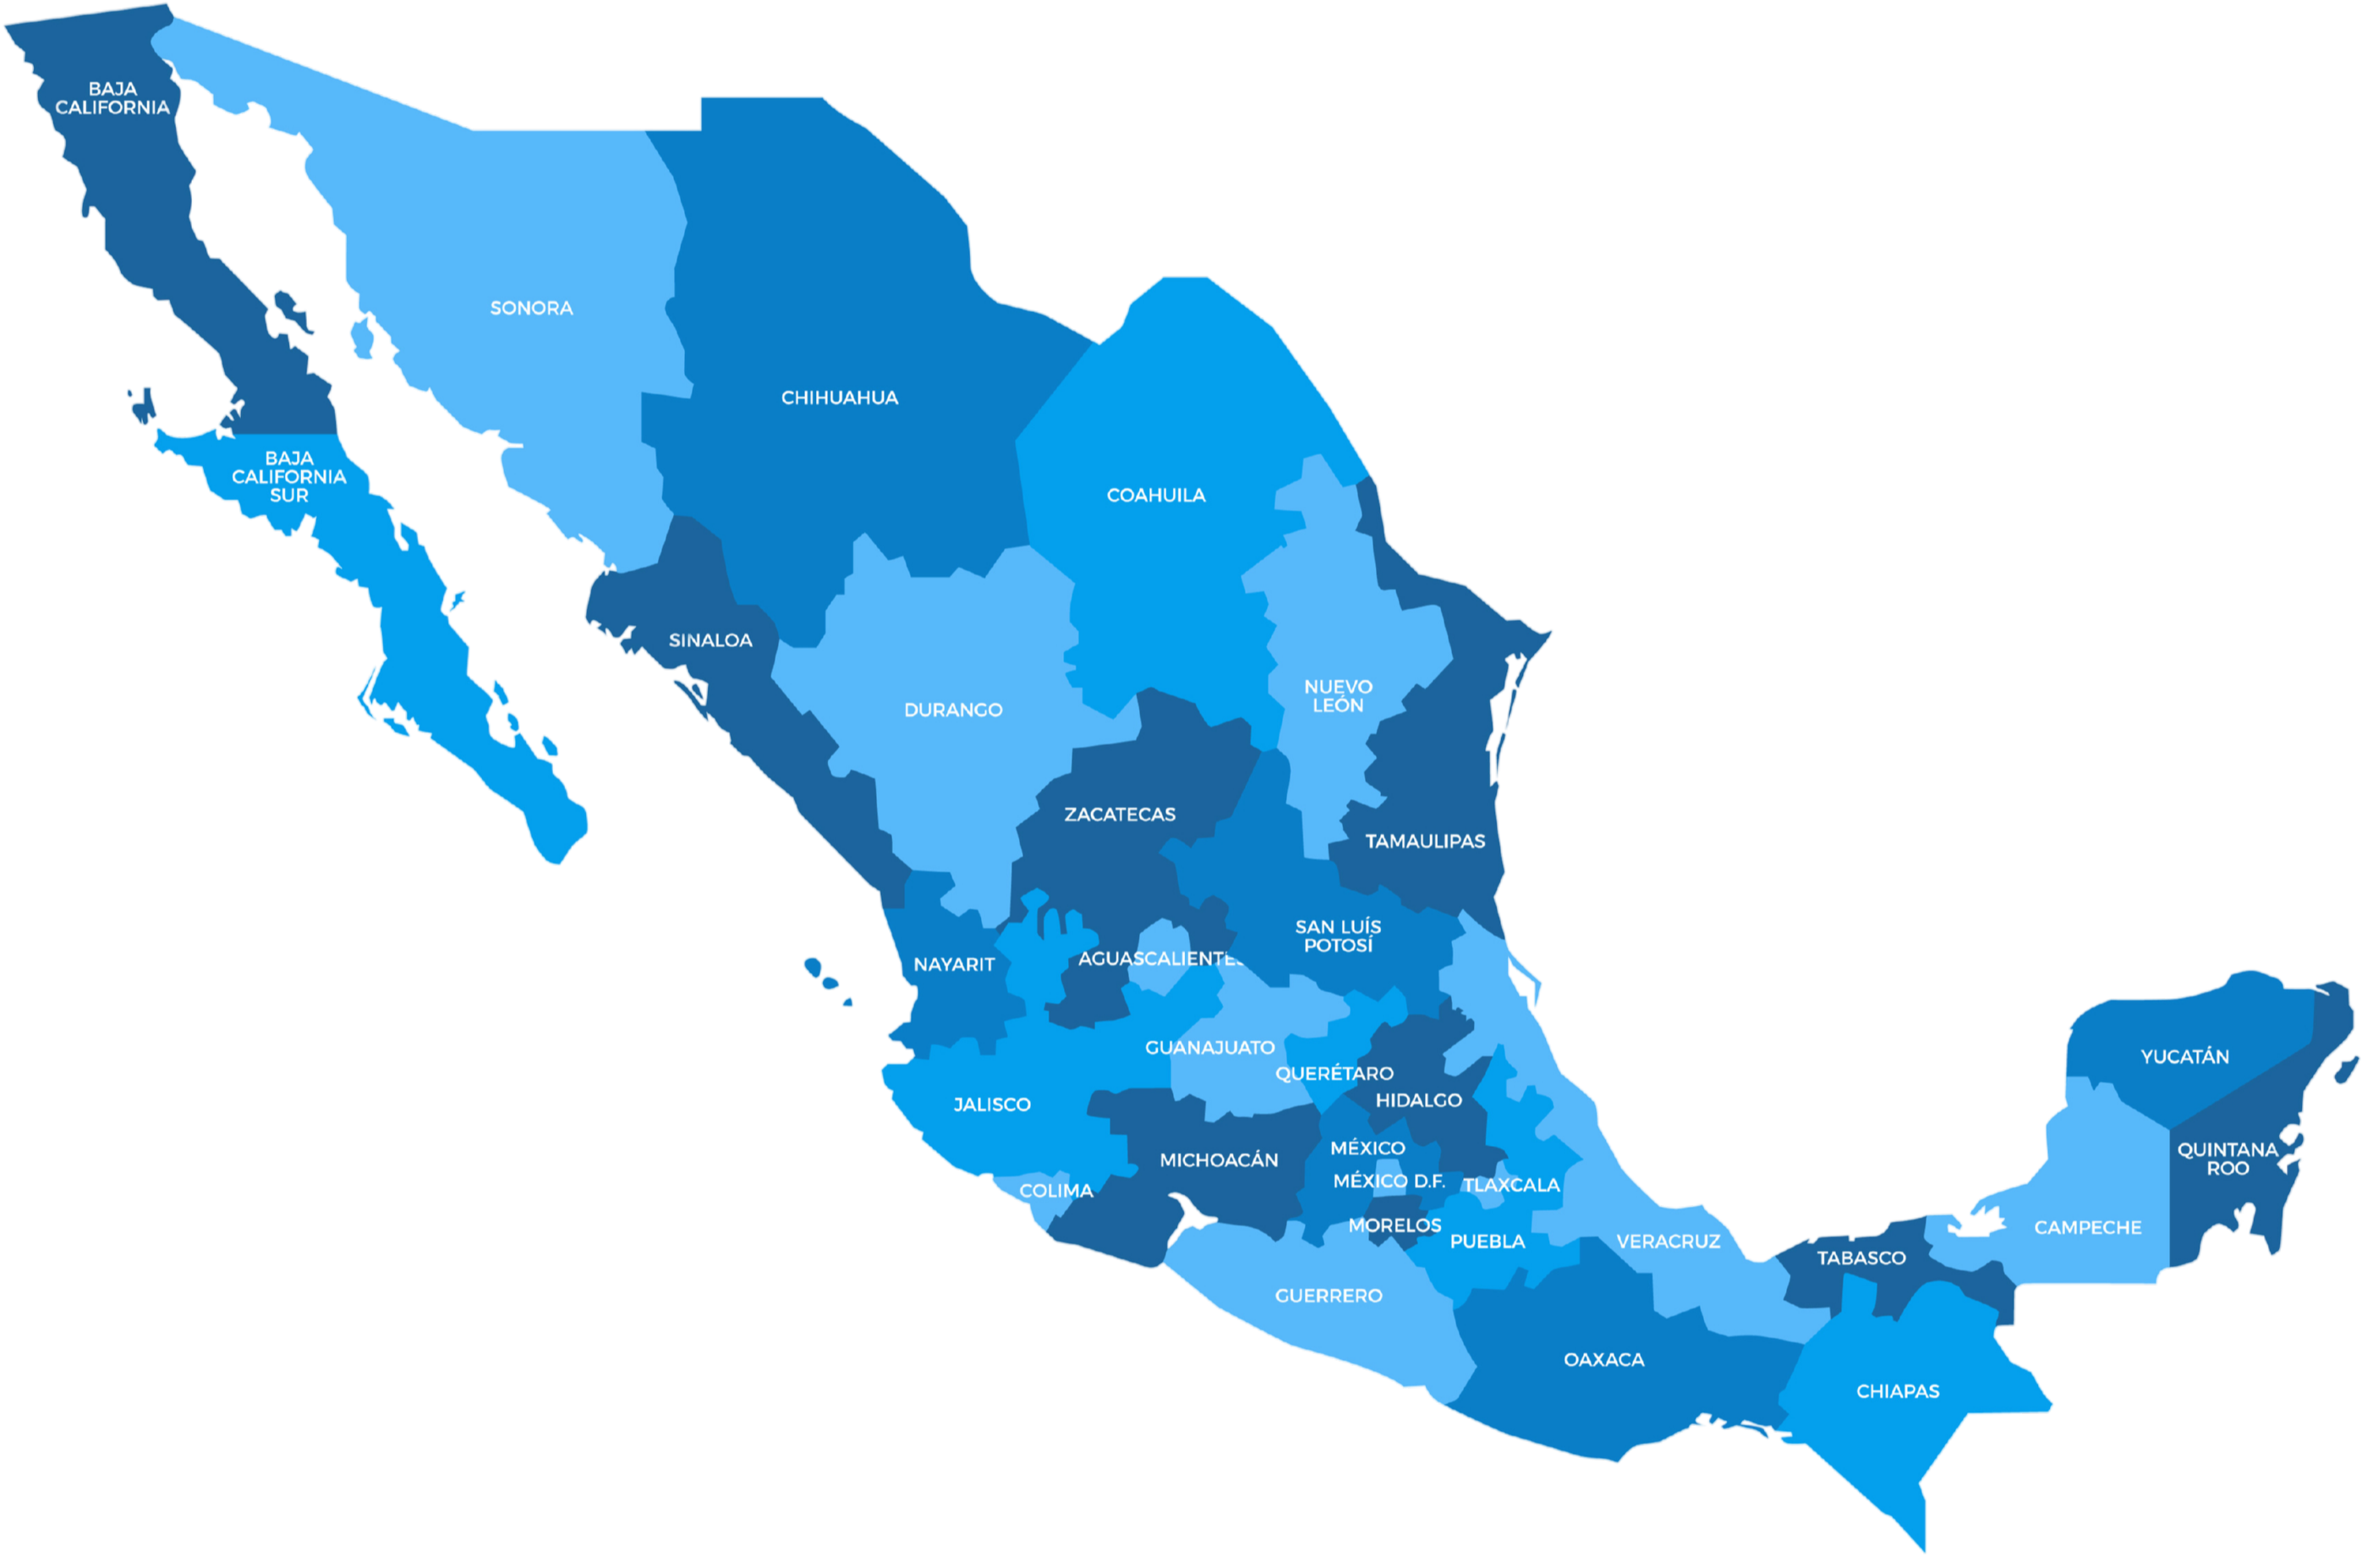 BAJA
CALIFORNIA
SONORA
CHIHUAHUA
BAJA
CALIFORNIA
SUR
COAHUILA
SINALOA
DURANGO
NUEVO
LEÓN
ZACATECAS
TAMAULIPAS
SAN LUÍS
POTOSÍ
NAYARIT
AGUASCALIENTES
GUANAJUATO
QUERÉTARO
HIDALGO
JALISCO
MÉXICO
MICHOACÁN
MÉXICO D.F.
TLAXCALA
COLIMA
MORELOS
PUEBLA
VERACRUZ
GUERRERO
OAXACA
TABASCO
CHIAPAS
CAMPECHE
YUCATÁN
QUINTANA
ROO